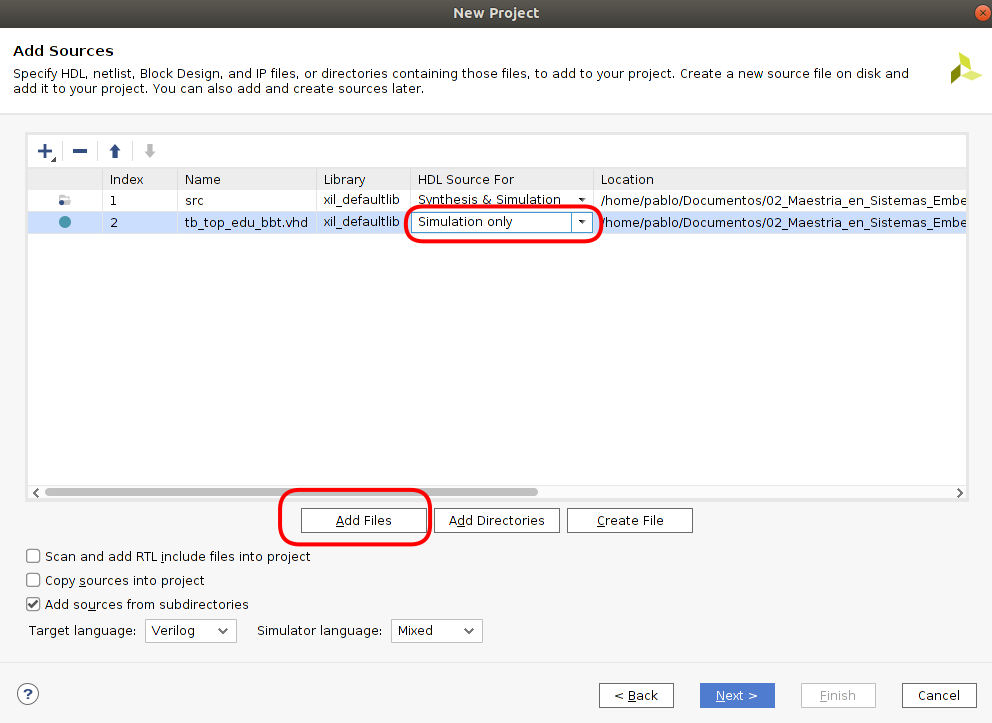 New Project
Add Sources
Specify HDL, netlist, Block Design, and IP files, or directories containing those files, to add to your project. Create a new source file on disk and
add it to your project. You can also add and create sources later.
Index Name Library HDL Source For Location
1 src xil_defaultlib Synthesis & Simulation /home/pablo/Documentos/02_Maestria_en_Sistemas_Embe
2 tb_top_edu_bbt.vhd xil_defaultlib Simulation only /home/pablo/Documentos/02_Maestria_en_Sistemas_Embe
Add Files Add Directories Create File
Scan and add RTL include files into project
Copy sources into project
Add sources from subdirectories
Target language: Verilog Simulator language: Mixed
? < Back Next > Finish Cancel